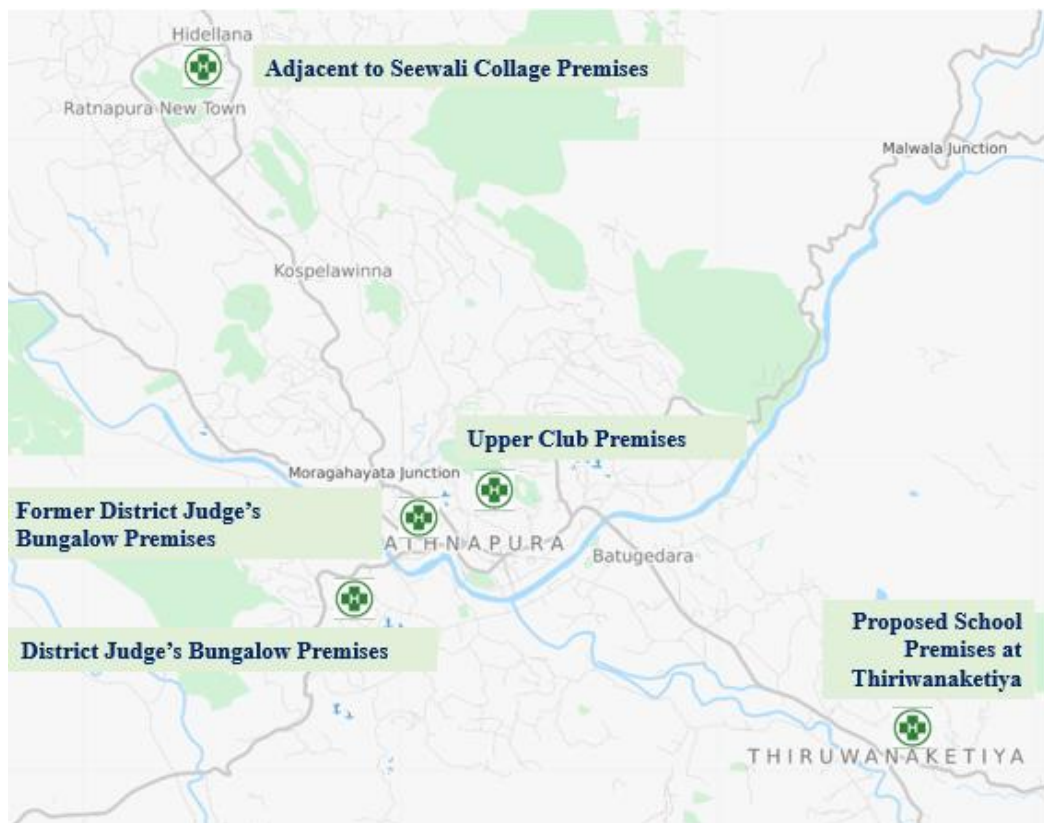 Hidellana
Adjacent to Seewali Collage Premises
Ratnapura New Town
Malwala Junction
Kospelawinna
Upper Club Premises
Moragahayata Junction
Former District Judge's
Bungalow Premises
ATHNAPURA
Batugedara
Proposed School
Premises at
Thiriwanaketiya
District Judge's Bungalow Premises
THIRUWANAKETIYA
H
H
H
H
H